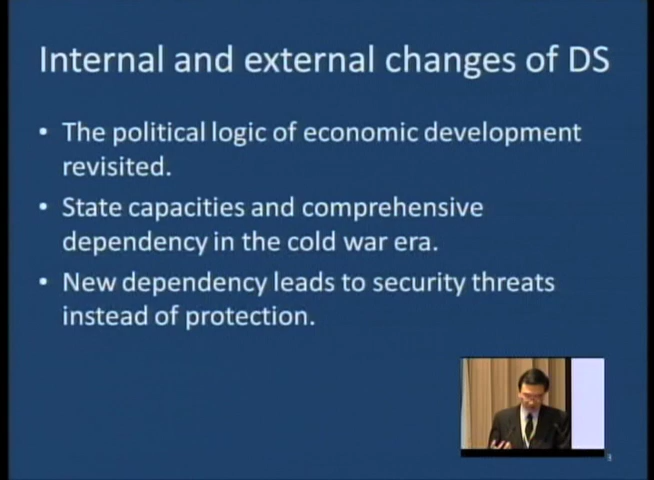 Internal and external changes of DS
• The political logic of economic development
revisited.
• State capacities and comprehensive
dependency in the cold war era.
• New dependency leads to security threats
instead of protection.